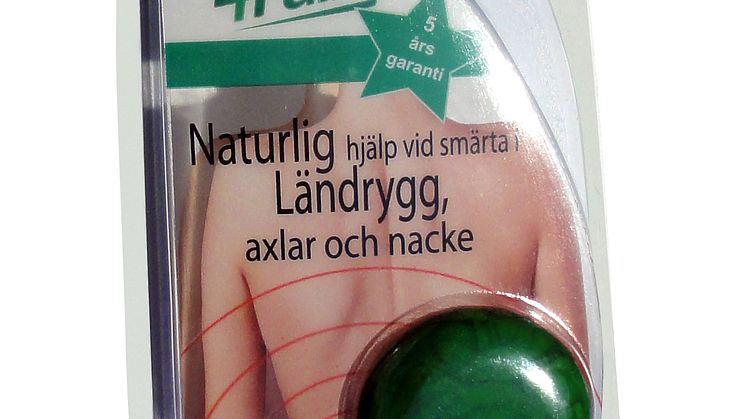 5
års
garanti
Naturlig hjälp vid smärta i
Ländrygg,
axlar och nacke